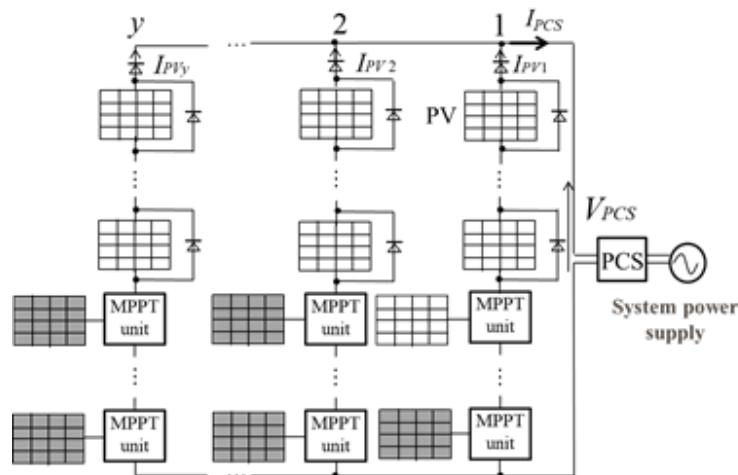 y ... 2 1 I_PCS
I_PVy I_PV2 I_PV1
PV
V_PCS
PCS
System power
supply
MPPT
unit
MPPT
unit
MPPT
unit
MPPT
unit
MPPT
unit
MPPT
unit